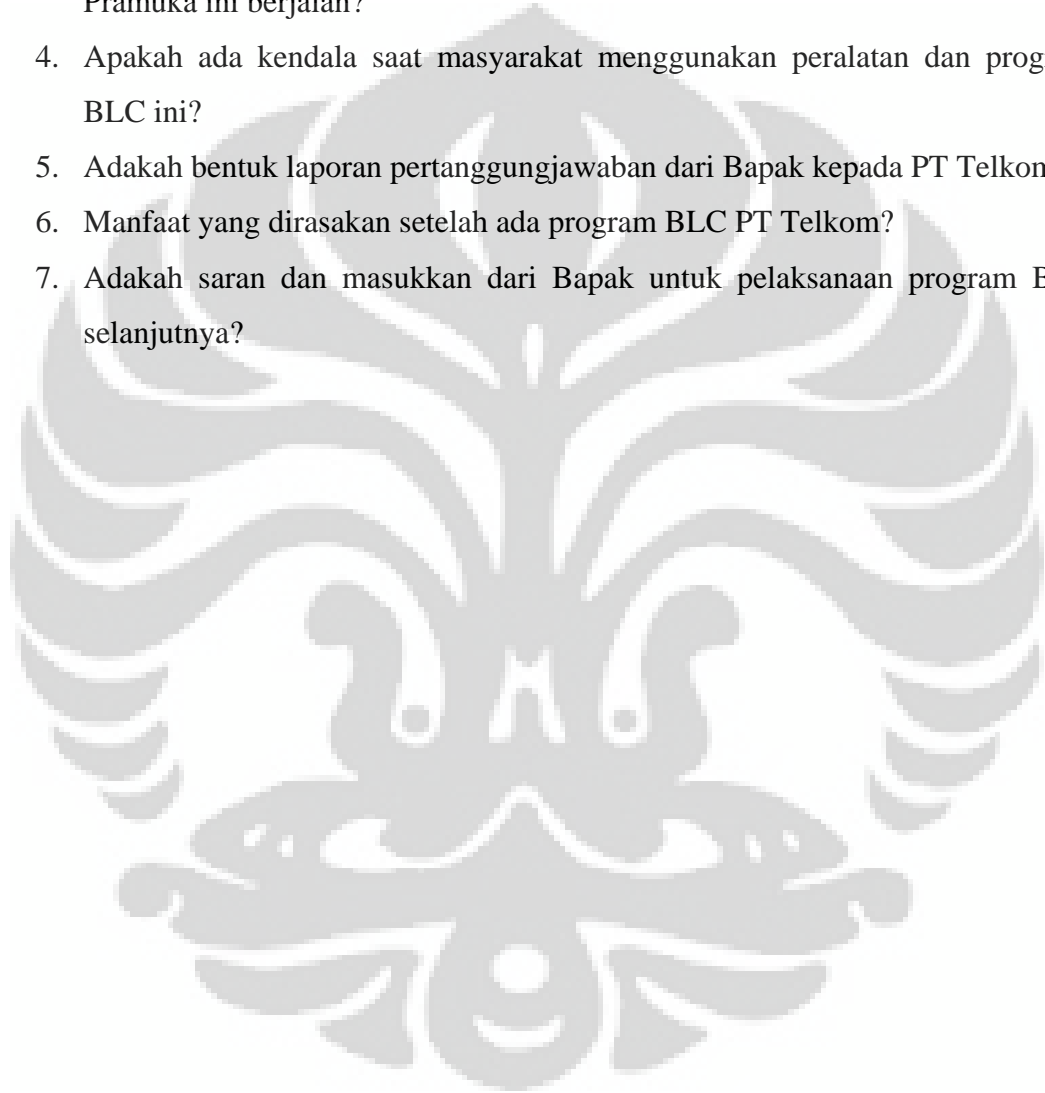 Pramuka ini berjalan?
4. Apakah ada kendala saat masyarakat menggunakan peralatan dan prog
BLC ini?
5. Adakah bentuk laporan pertanggungjawaban dari Bapak kepada PT Telkom
6. Manfaat yang dirasakan setelah ada program BLC PT Telkom?
7. Adakah saran dan masukkan dari Bapak untuk pelaksanaan program B
selanjutnya?